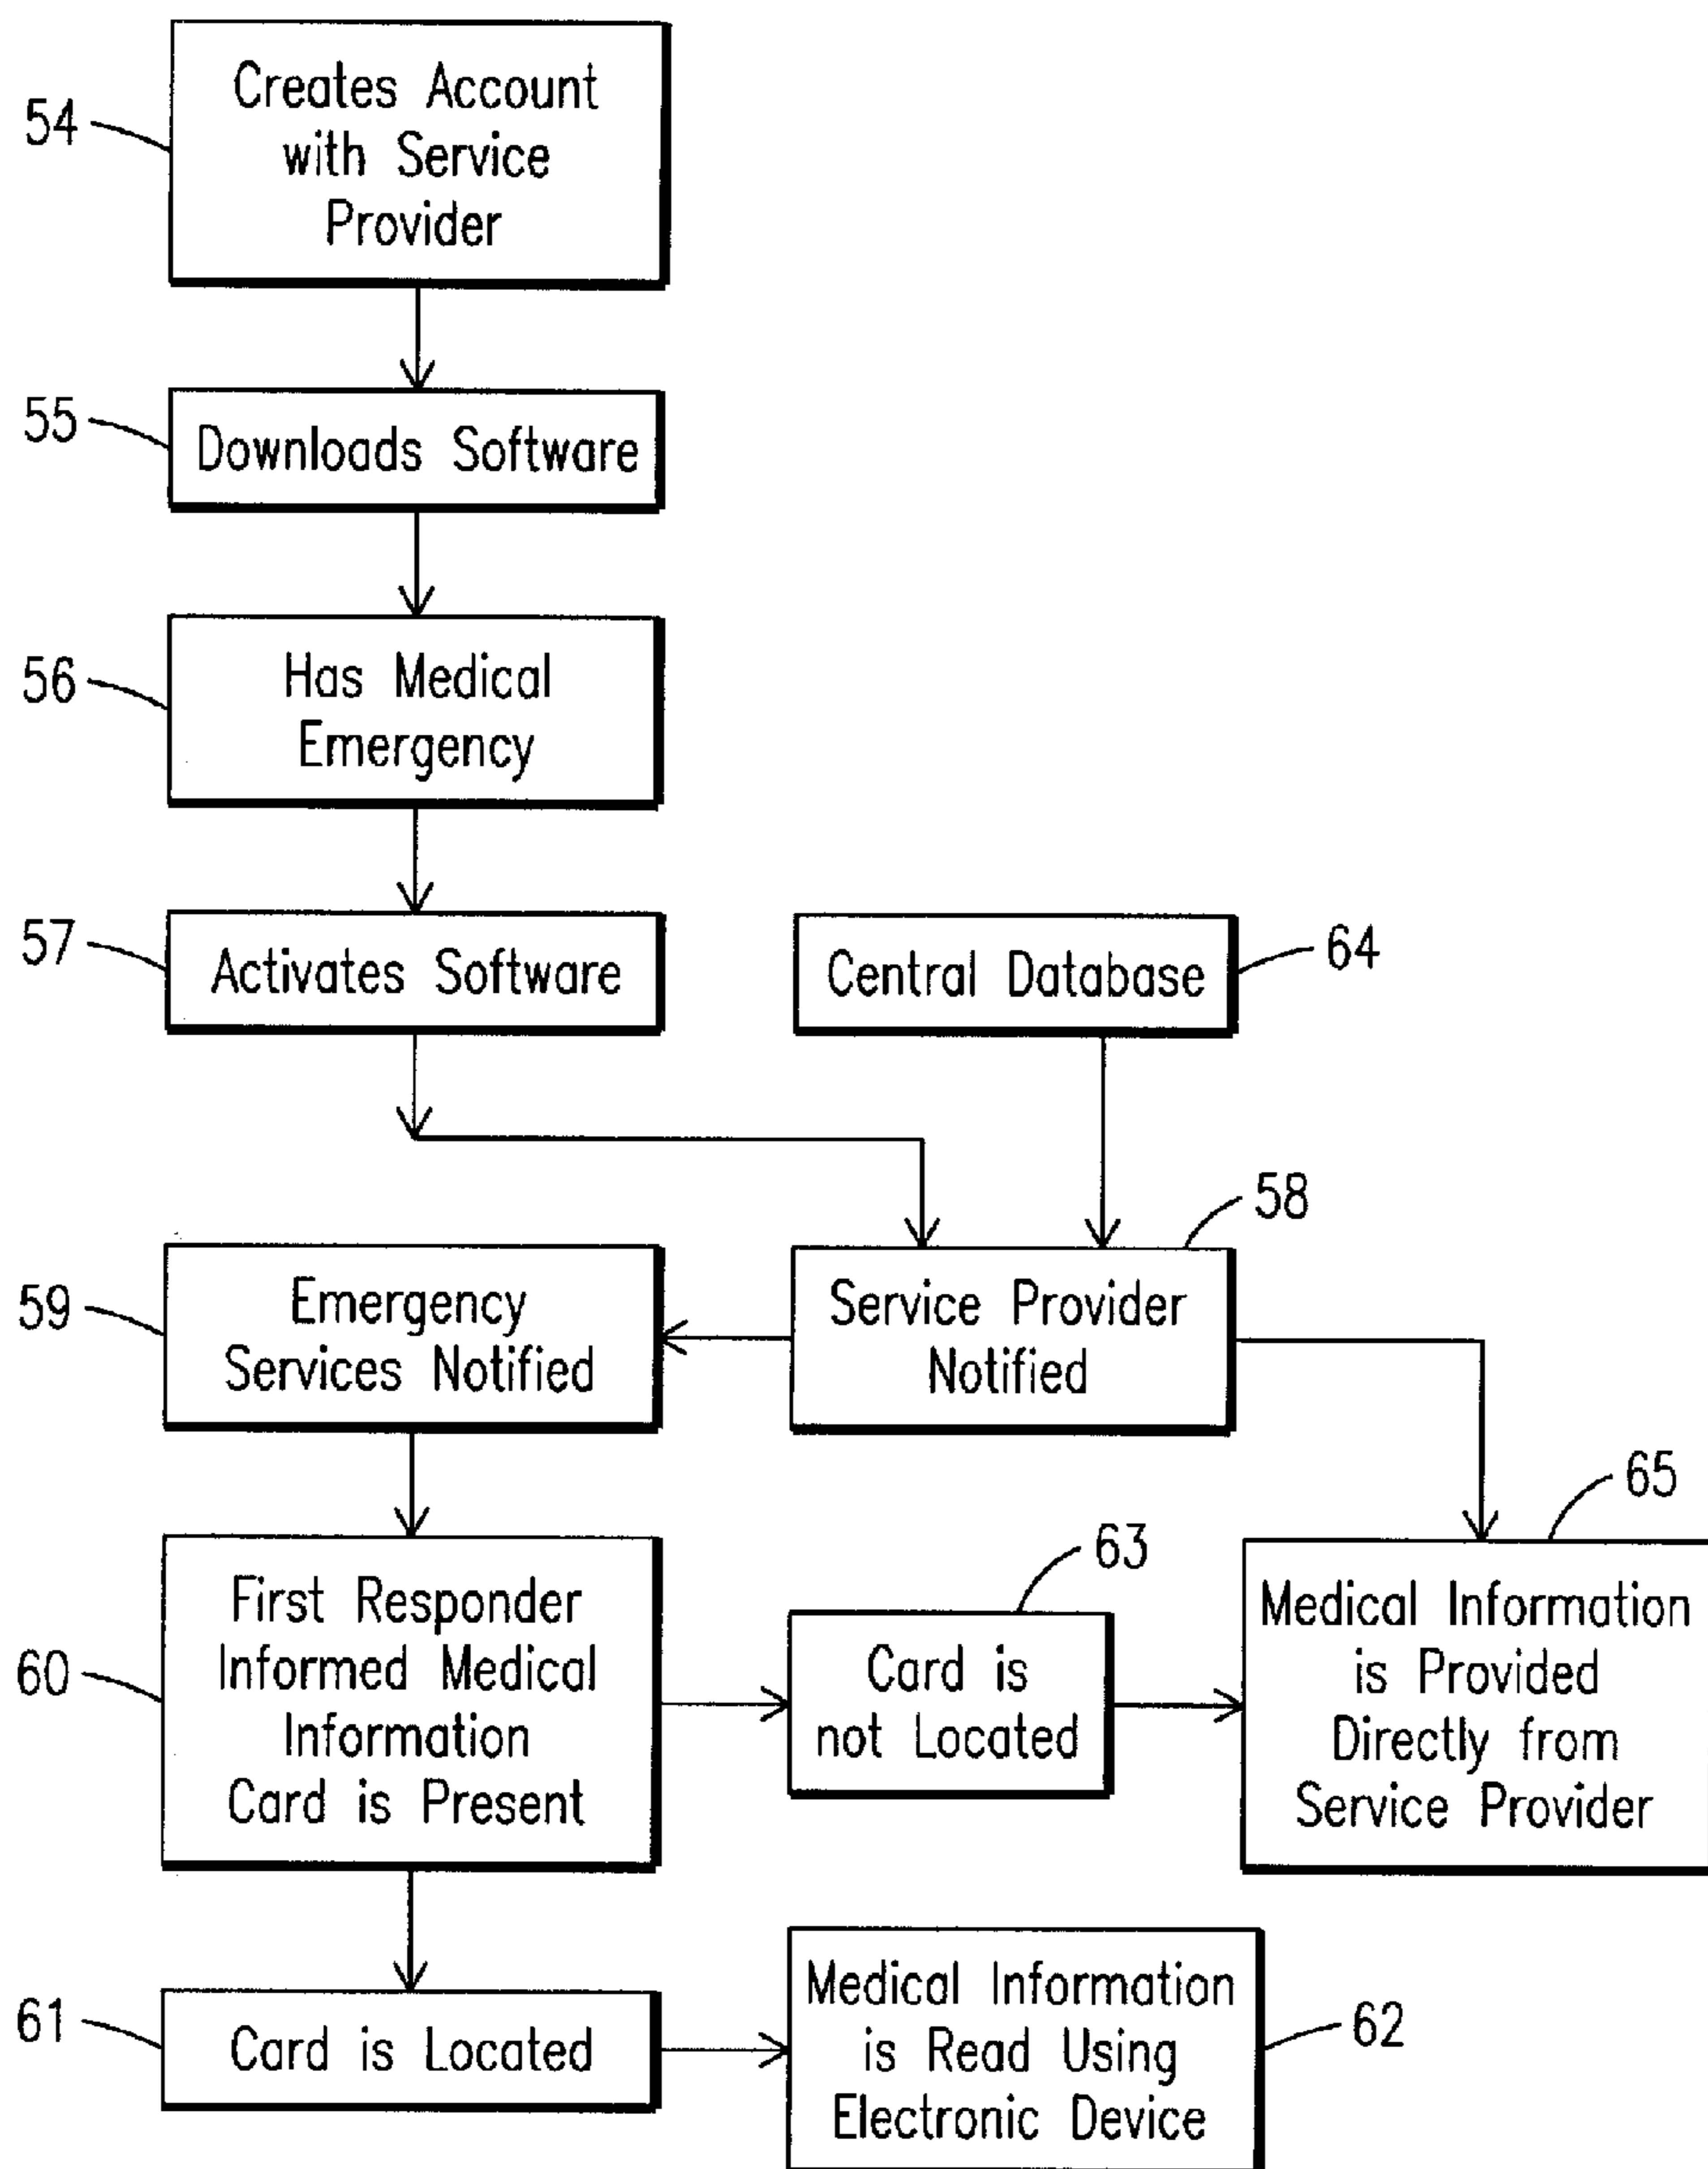 54
Creates Account
with Service
Provider
55
Downloads Software
56
Has Medical
Emergency
57
Activates Software
Central Database
64
58
59
Emergency
Services Notified
Service Provider
Notified
65
60
First Responder
Informed Medical
Information
Card is Present
63
Card is
not Located
Medical Information
is Provided
Directly from
Service Provider
61
Card is Located
Medical Information
is Read Using
Electronic Device
62